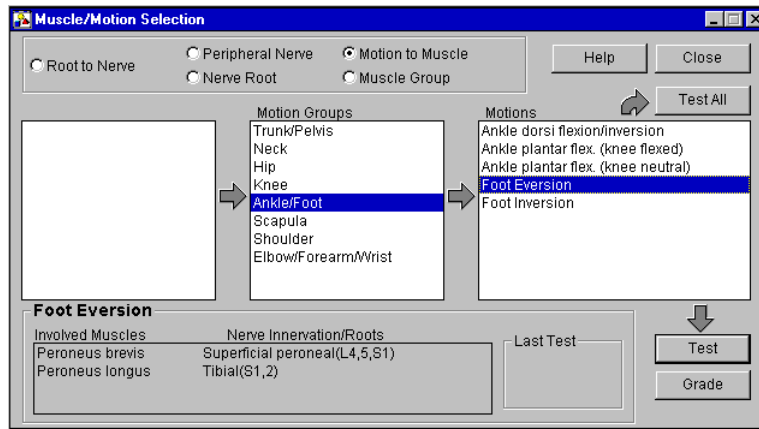 Muscle/Motion Selection
Root to Nerve
Peripheral Nerve
Motion to Muscle
Nerve Root
Muscle Group
Help
Close
Test All
Motion Groups
Trunk/Pelvis
Neck
Hip
Knee
Ankle/Foot
Scapula
Shoulder
Elbow/Forearm/Wrist
Motions
Ankle dorsi flexion/inversion
Ankle plantar flex. (knee flexed)
Ankle plantar flex. (knee neutral)
Foot Eversion
Foot Inversion
Foot Eversion
Involved Muscles Nerve Innervation/Roots
Peroneus brevis Superficial peroneal(L4,5,S1)
Peroneus longus Tibial(S1,2)
Last Test
Test
Grade